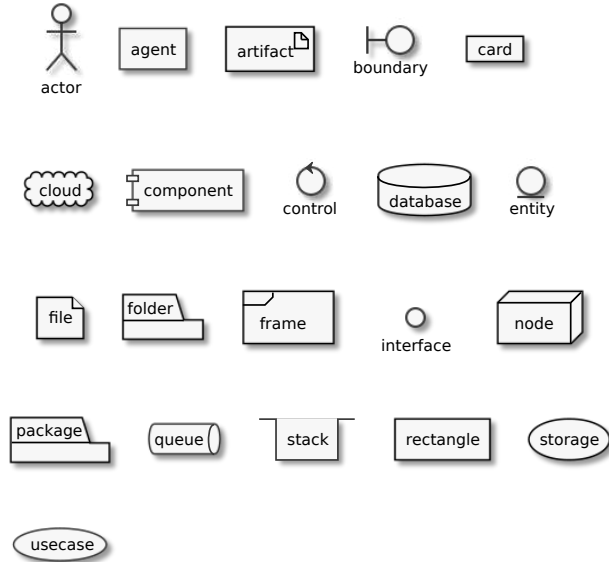 actor
agent
artifact
boundary
card
cloud
component
control
database
entity
file
folder
frame
interface
node
package
queue
stack
rectangle
storage
usecase